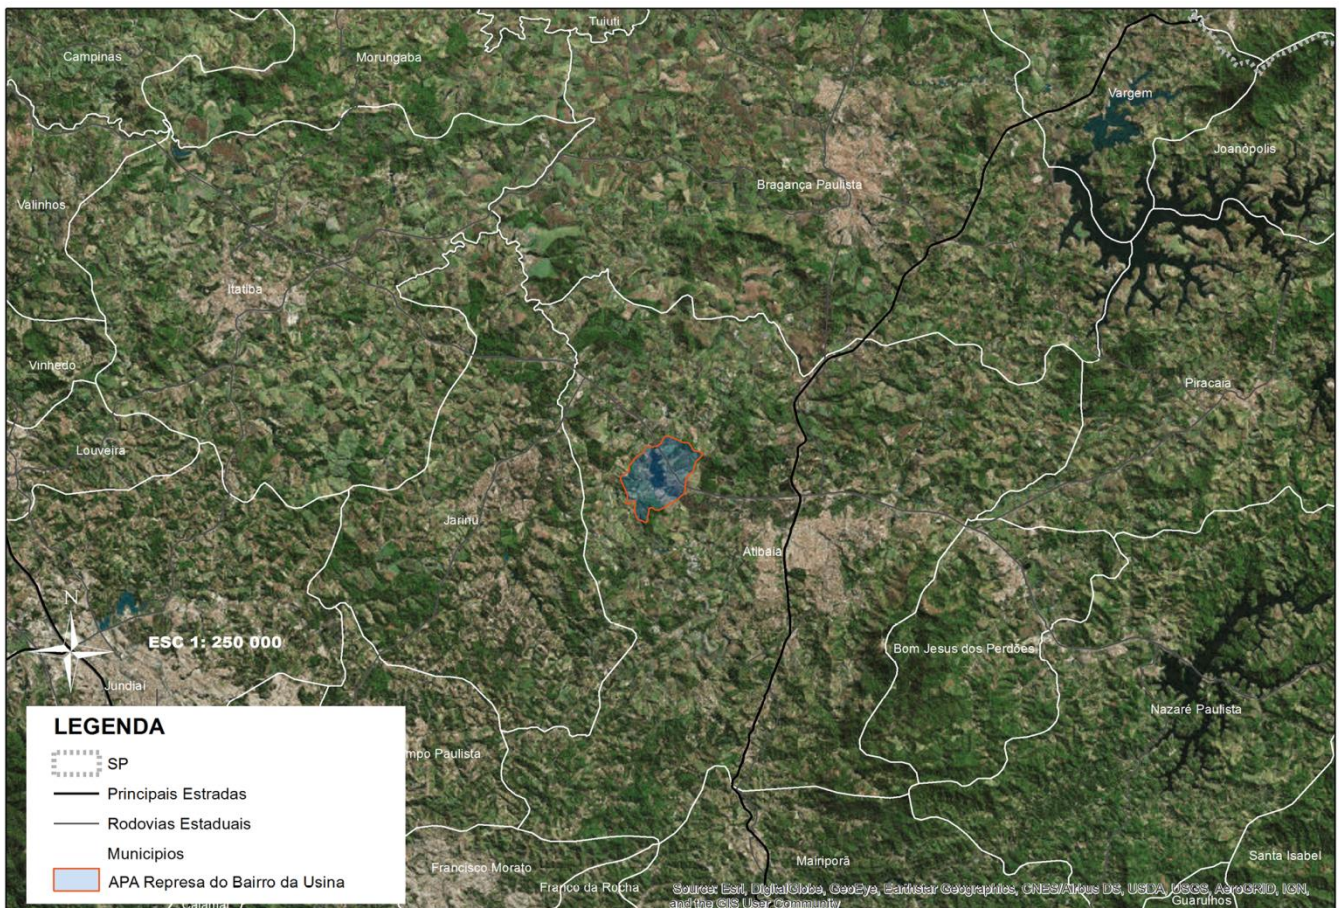 Tuiuti
Campinas
Morungaba
Vargem
Joanópolis
Bragança Paulista
Valinhos
Itatiba
Vinhedo
Piracaia
Louveira
Jarinu
Atibaia
N
ESC 1: 250 000
Bom Jesus dos Perdões
Jundiaí
Nazaré Paulista
LEGENDA
SP
Principais Estradas
Rodovias Estaduais
Municipios
APA Represa do Bairro da Usina
mpo Paulista
Francisco Morato
Franco da Rocha
Mairiporã
Santa Isabel
Source: Esri, DigitalGlobe, GeoEye, Earthstar Geographics, CNES/Airbus DS, USDA, USGS, AeroGRID, IGN,
and the GIS User Community
Guarulhos